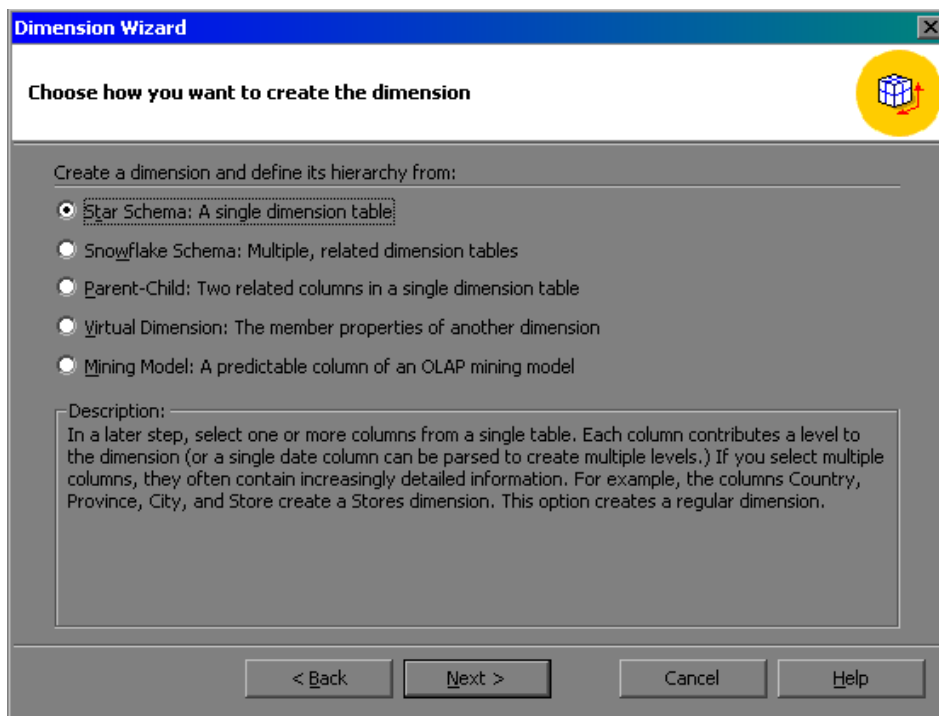 Dimension Wizard
Choose how you want to create the dimension
Create a dimension and define its hierarchy from:
Star Schema: A single dimension table
Snowflake Schema: Multiple, related dimension tables
Parent-Child: Two related columns in a single dimension table
Virtual Dimension: The member properties of another dimension
Mining Model: A predictable column of an OLAP mining model
Description:
In a later step, select one or more columns from a single table. Each column contributes a level to
the dimension (or a single date column can be parsed to create multiple levels.) If you select multiple
columns, they often contain increasingly detailed information. For example, the columns Country,
Province, City, and Store create a Stores dimension. This option creates a regular dimension.
< Back Next > Cancel Help